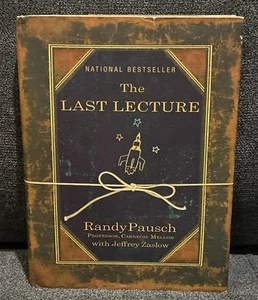 NATIONAL BESTSELLER
The
LAST LECTURE
Randy Pausch
PROFESSOR, CARNEGIE MELLON
with Jeffrey Zaslow